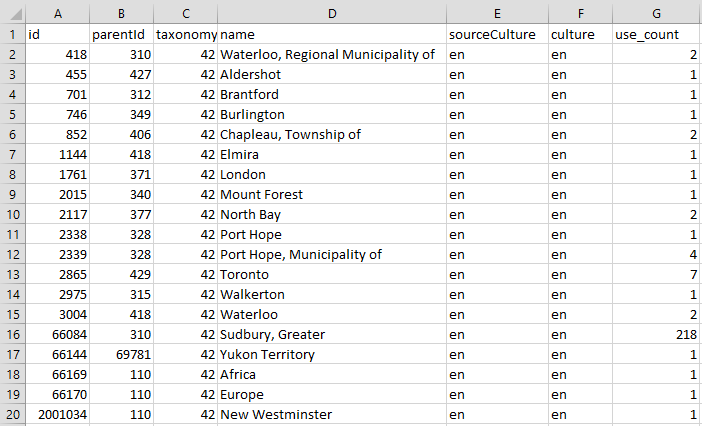 A B C D E F G
1 id parentId taxonomy name sourceCulture culture use_count
2 418 310 42 Waterloo, Regional Municipality of en en 2
3 455 427 42 Aldershot en en 1
4 701 312 42 Brantford en en 1
5 746 349 42 Burlington en en 1
6 852 406 42 Chapleau, Township of en en 2
7 1144 418 42 Elmira en en 1
8 1761 371 42 London en en 1
9 2015 340 42 Mount Forest en en 1
10 2117 377 42 North Bay en en 2
11 2338 328 42 Port Hope en en 1
12 2339 328 42 Port Hope, Municipality of en en 4
13 2865 429 42 Toronto en en 7
14 2975 315 42 Walkerton en en 1
15 3004 418 42 Waterloo en en 2
16 66084 310 42 Sudbury, Greater en en 218
17 66144 69781 42 Yukon Territory en en 1
18 66169 110 42 Africa en en 1
19 66170 110 42 Europe en en 1
20 2001034 110 42 New Westminster en en 1